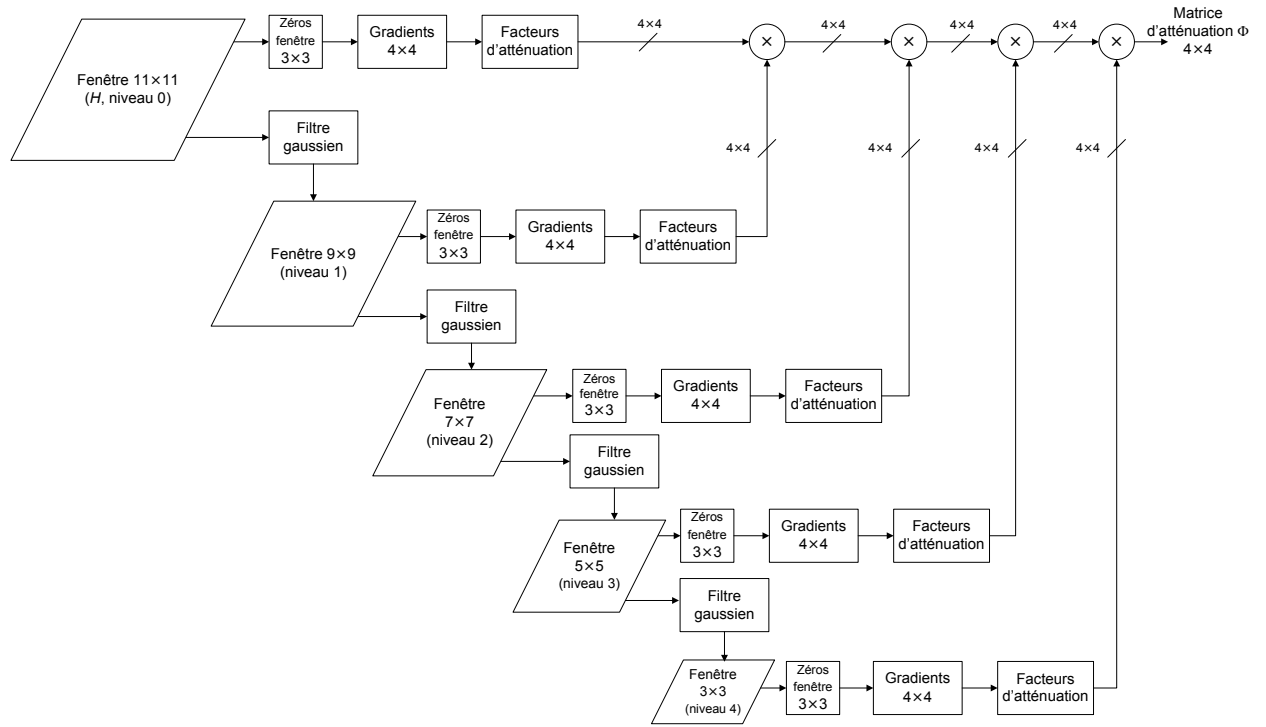 Fenêtre 11×11
(H, niveau 0)
Zéros
fenêtre
3×3
Gradients
4×4
Facteurs
d'atténuation
4×4
×
4×4
×
4×4
×
4×4
×
Matrice
d'atténuation Φ
4×4
Filtre
gaussien
4×4
4×4
4×4
4×4
Fenêtre 9×9
(niveau 1)
Zéros
fenêtre
3×3
Gradients
4×4
Facteurs
d'atténuation
Filtre
gaussien
Fenêtre
7×7
(niveau 2)
Zéros
fenêtre
3×3
Gradients
4×4
Facteurs
d'atténuation
Filtre
gaussien
Fenêtre
5×5
(niveau 3)
Zéros
fenêtre
3×3
Gradients
4×4
Facteurs
d'atténuation
Filtre
gaussien
Fenêtre
3×3
(niveau 4)
Zéros
fenêtre
3×3
Gradients
4×4
Facteurs
d'atténuation